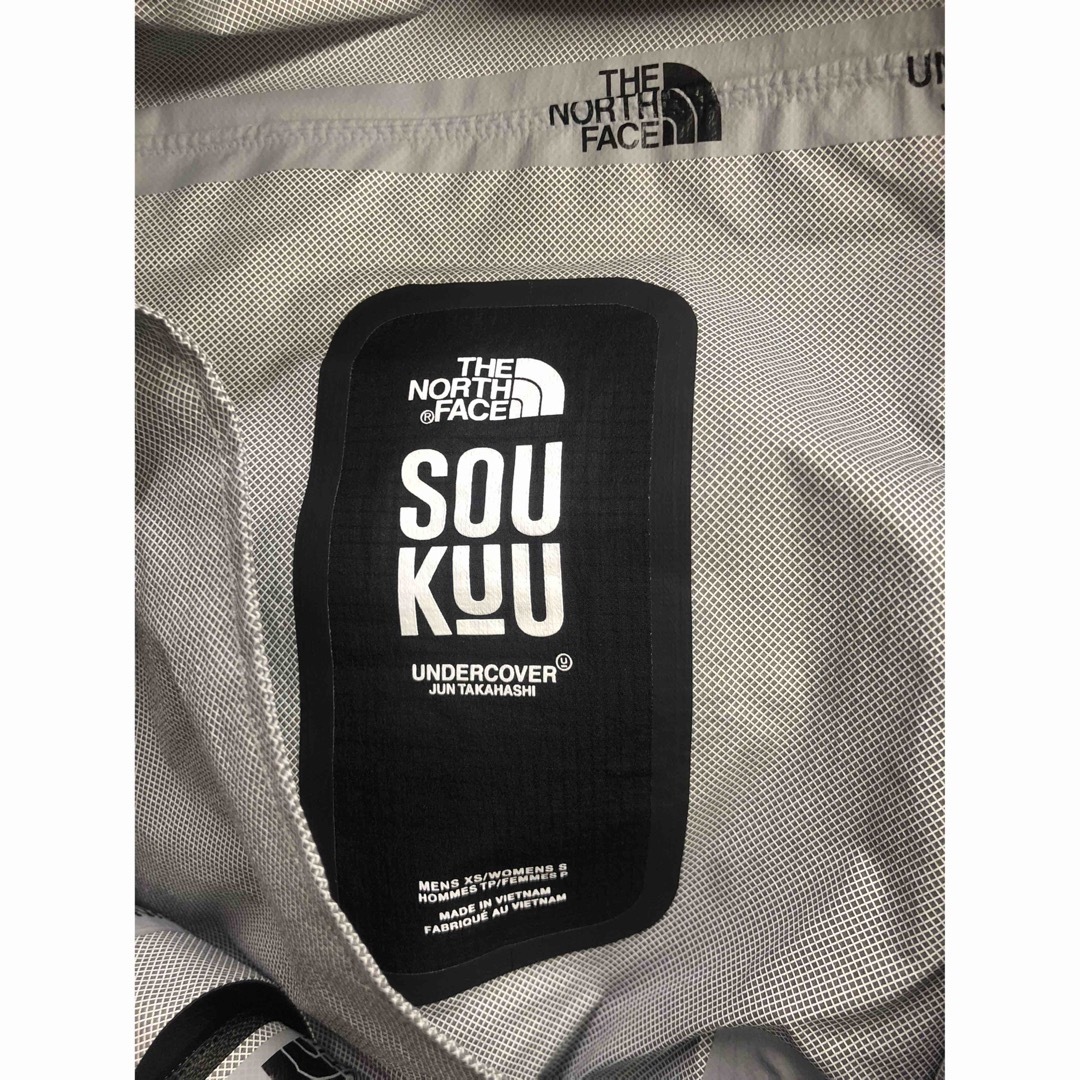 THE
NORTH
FACE
UN
THE
NORTH
®FACE
SOU
KUU
UNDERCOVER Ⓤ
JUN TAKAHASHI
MENS XS/WOMENS S
HOMMES TP/FEMMES P
MADE IN VIETNAM
FABRIQUÉ AU VIETNAM